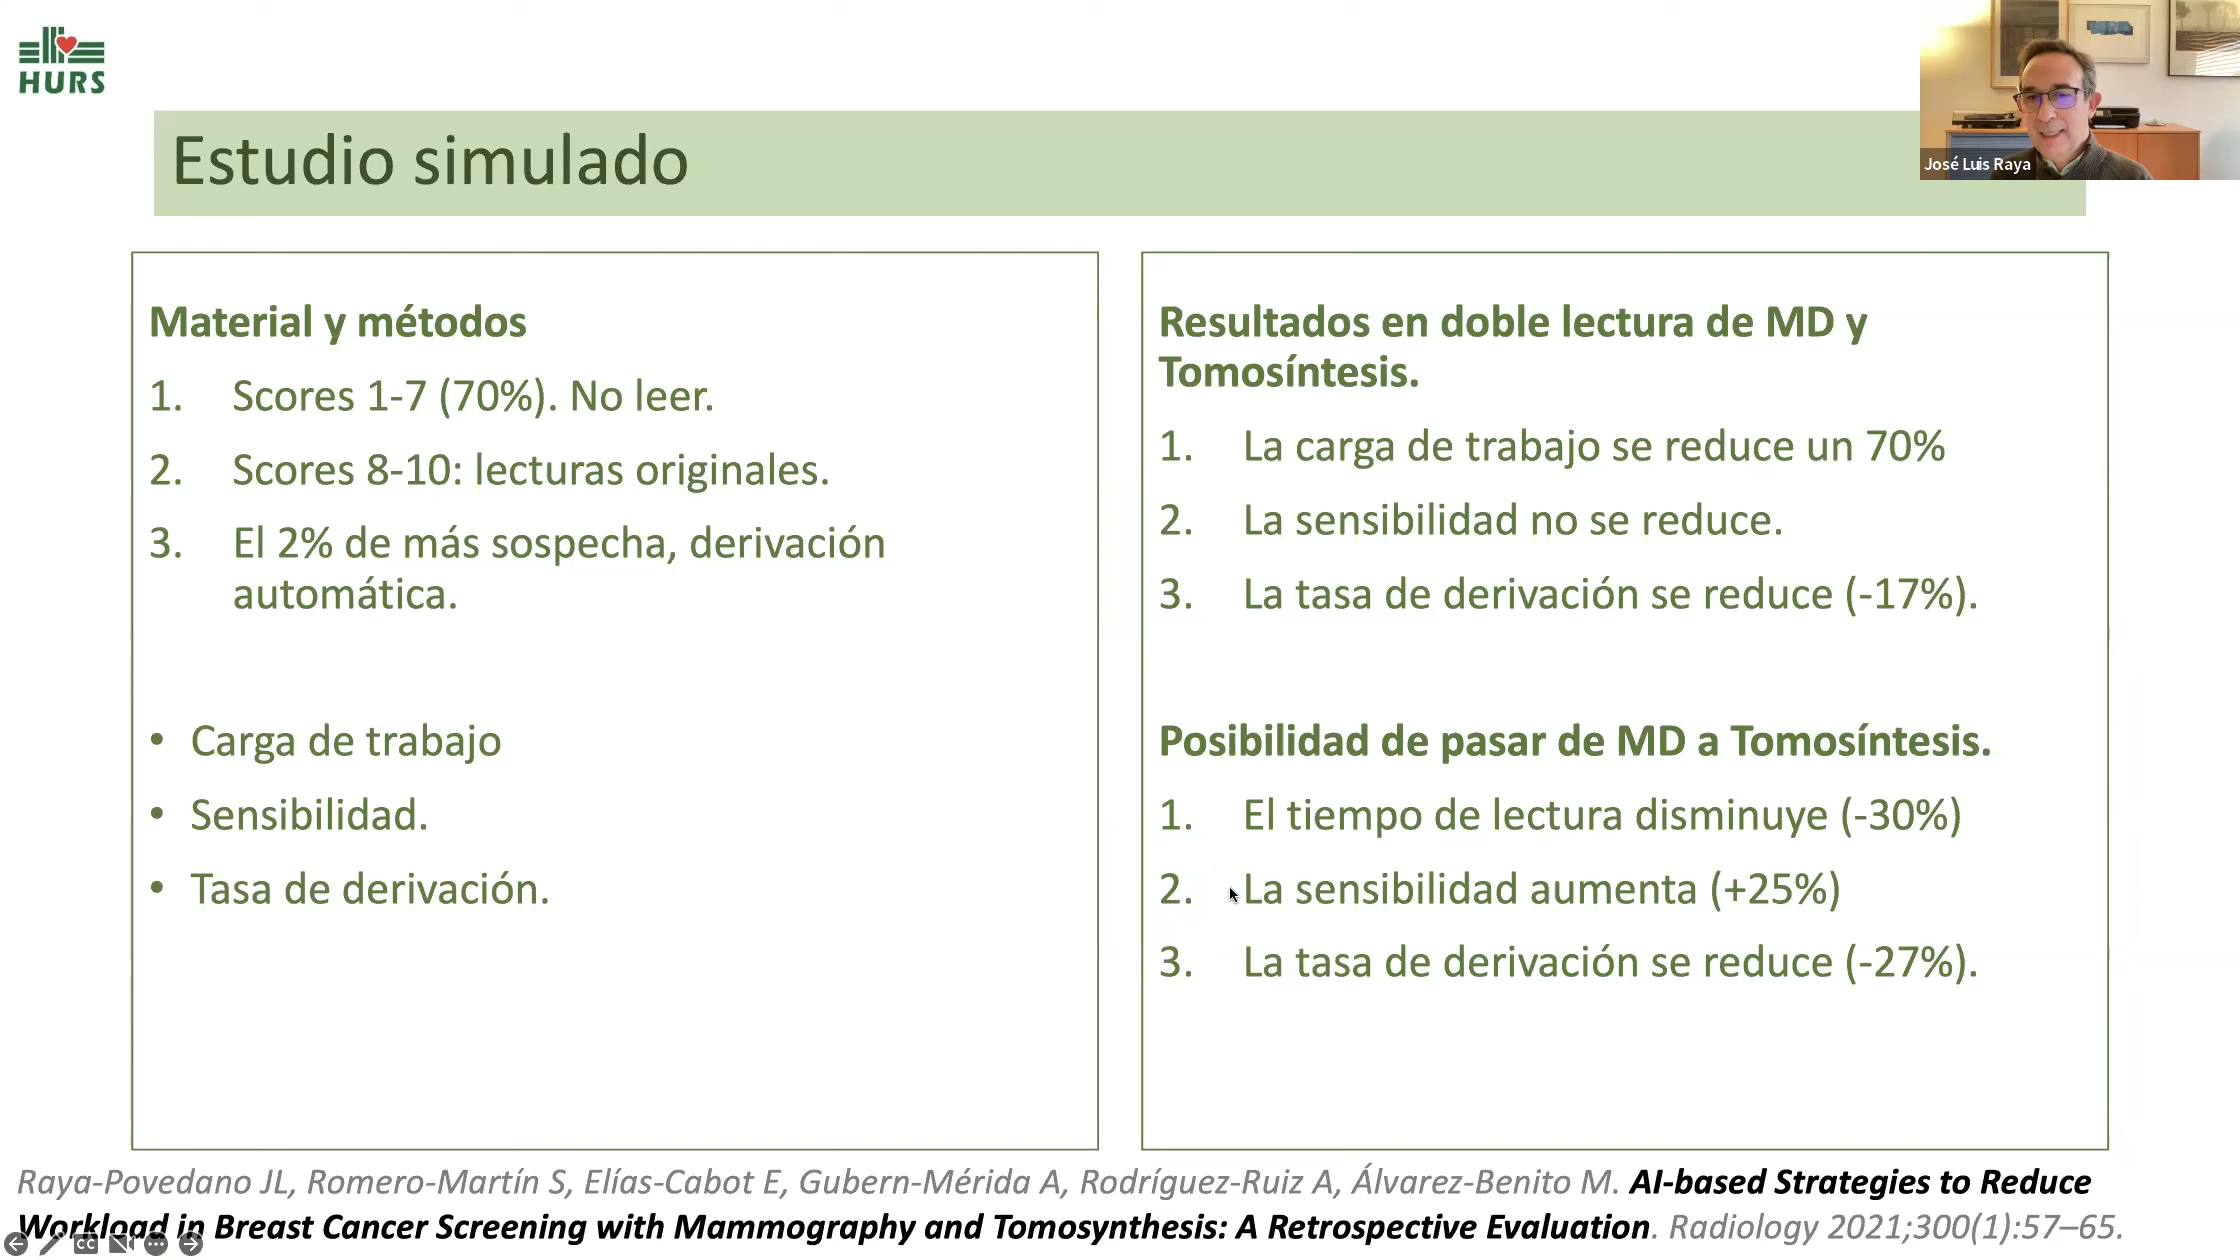 HURS
José Luis Raya
Estudio simulado
Material y métodos
1. Scores 1-7 (70%). No leer.
2. Scores 8-10: lecturas originales.
3. El 2% de más sospecha, derivación
automática.
• Carga de trabajo
• Sensibilidad.
• Tasa de derivación.
Resultados en doble lectura de MD y
Tomosíntesis.
1. La carga de trabajo se reduce un 70%
2. La sensibilidad no se reduce.
3. La tasa de derivación se reduce (-17%).
Posibilidad de pasar de MD a Tomosíntesis.
1. El tiempo de lectura disminuye (-30%)
2. La sensibilidad aumenta (+25%)
3. La tasa de derivación se reduce (-27%).
Raya-Povedano JL, Romero-Martín S, Elías-Cabot E, Gubern-Mérida A, Rodríguez-Ruiz A, Álvarez-Benito M. AI-based Strategies to Reduce
Workload in Breast Cancer Screening with Mammography and Tomosynthesis: A Retrospective Evaluation. Radiology 2021;300(1):57–65.
CC